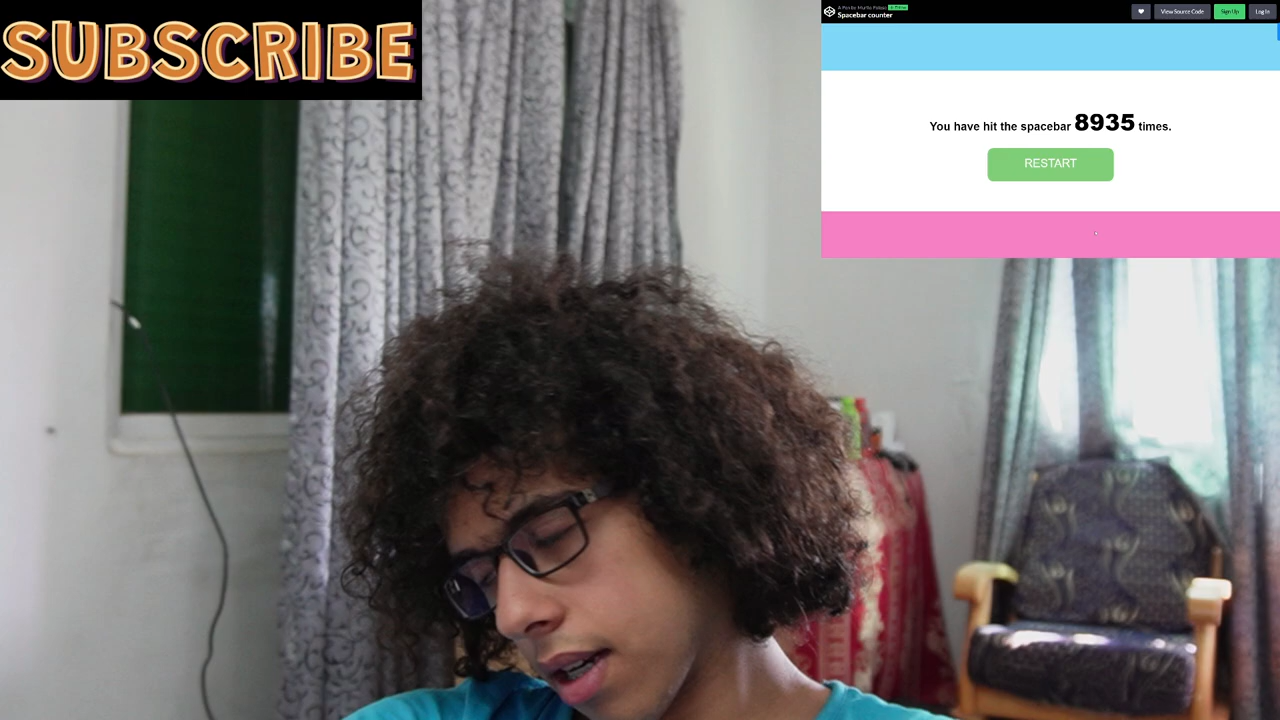 SUBSCRIBE
Spacebar counter
View Source Code
Sign Up
Log In
You have hit the spacebar 8935 times.
RESTART